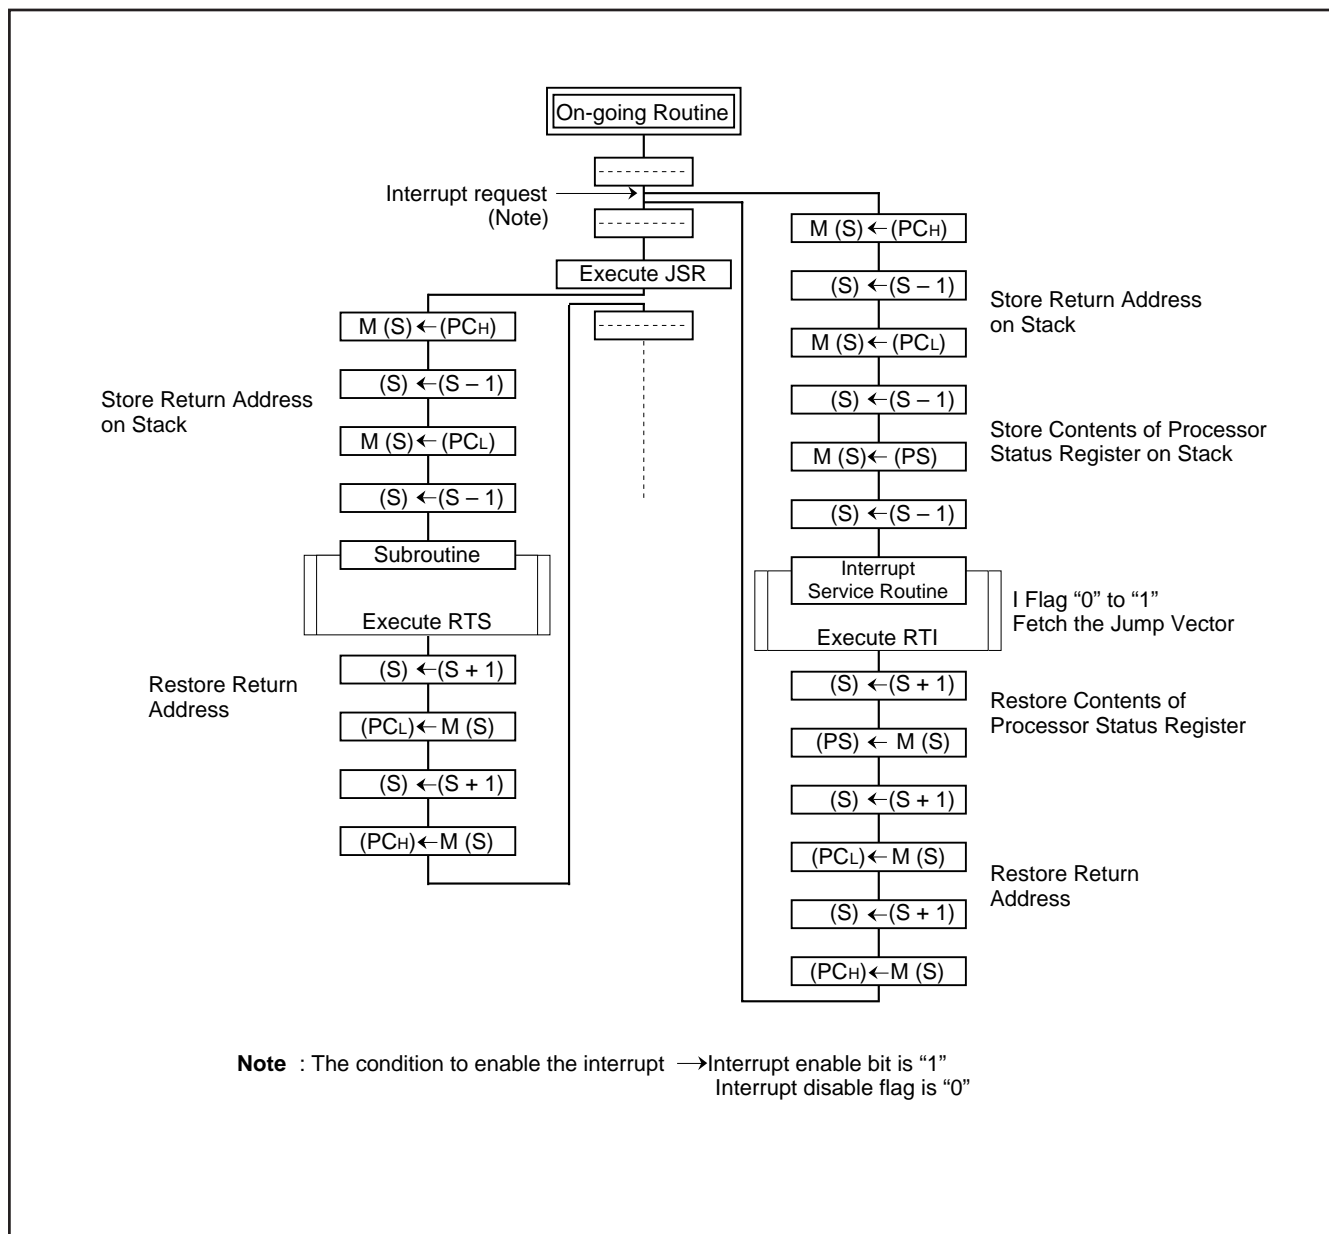 On-going Routine
Interrupt request
(Note)
Execute JSR
M (S) ← (PCH)
(S) ← (S – 1)
M (S) ← (PCL)
(S) ← (S – 1)
Store Return Address
on Stack
Subroutine
Execute RTS
(S) ← (S + 1)
(PCL) ← M (S)
(S) ← (S + 1)
(PCH) ← M (S)
Restore Return
Address
M (S) ← (PCH)
(S) ← (S – 1)
M (S) ← (PCL)
(S) ← (S – 1)
M (S) ← (PS)
(S) ← (S – 1)
Store Return Address
on Stack
Store Contents of Processor
Status Register on Stack
Interrupt
Service Routine
Execute RTI
I Flag “0” to “1”
Fetch the Jump Vector
(S) ← (S + 1)
(PS) ← M (S)
(S) ← (S + 1)
(PCL) ← M (S)
(S) ← (S + 1)
(PCH) ← M (S)
Restore Contents of
Processor Status Register
Restore Return
Address
Note : The condition to enable the interrupt → Interrupt enable bit is “1”
Interrupt disable flag is “0”